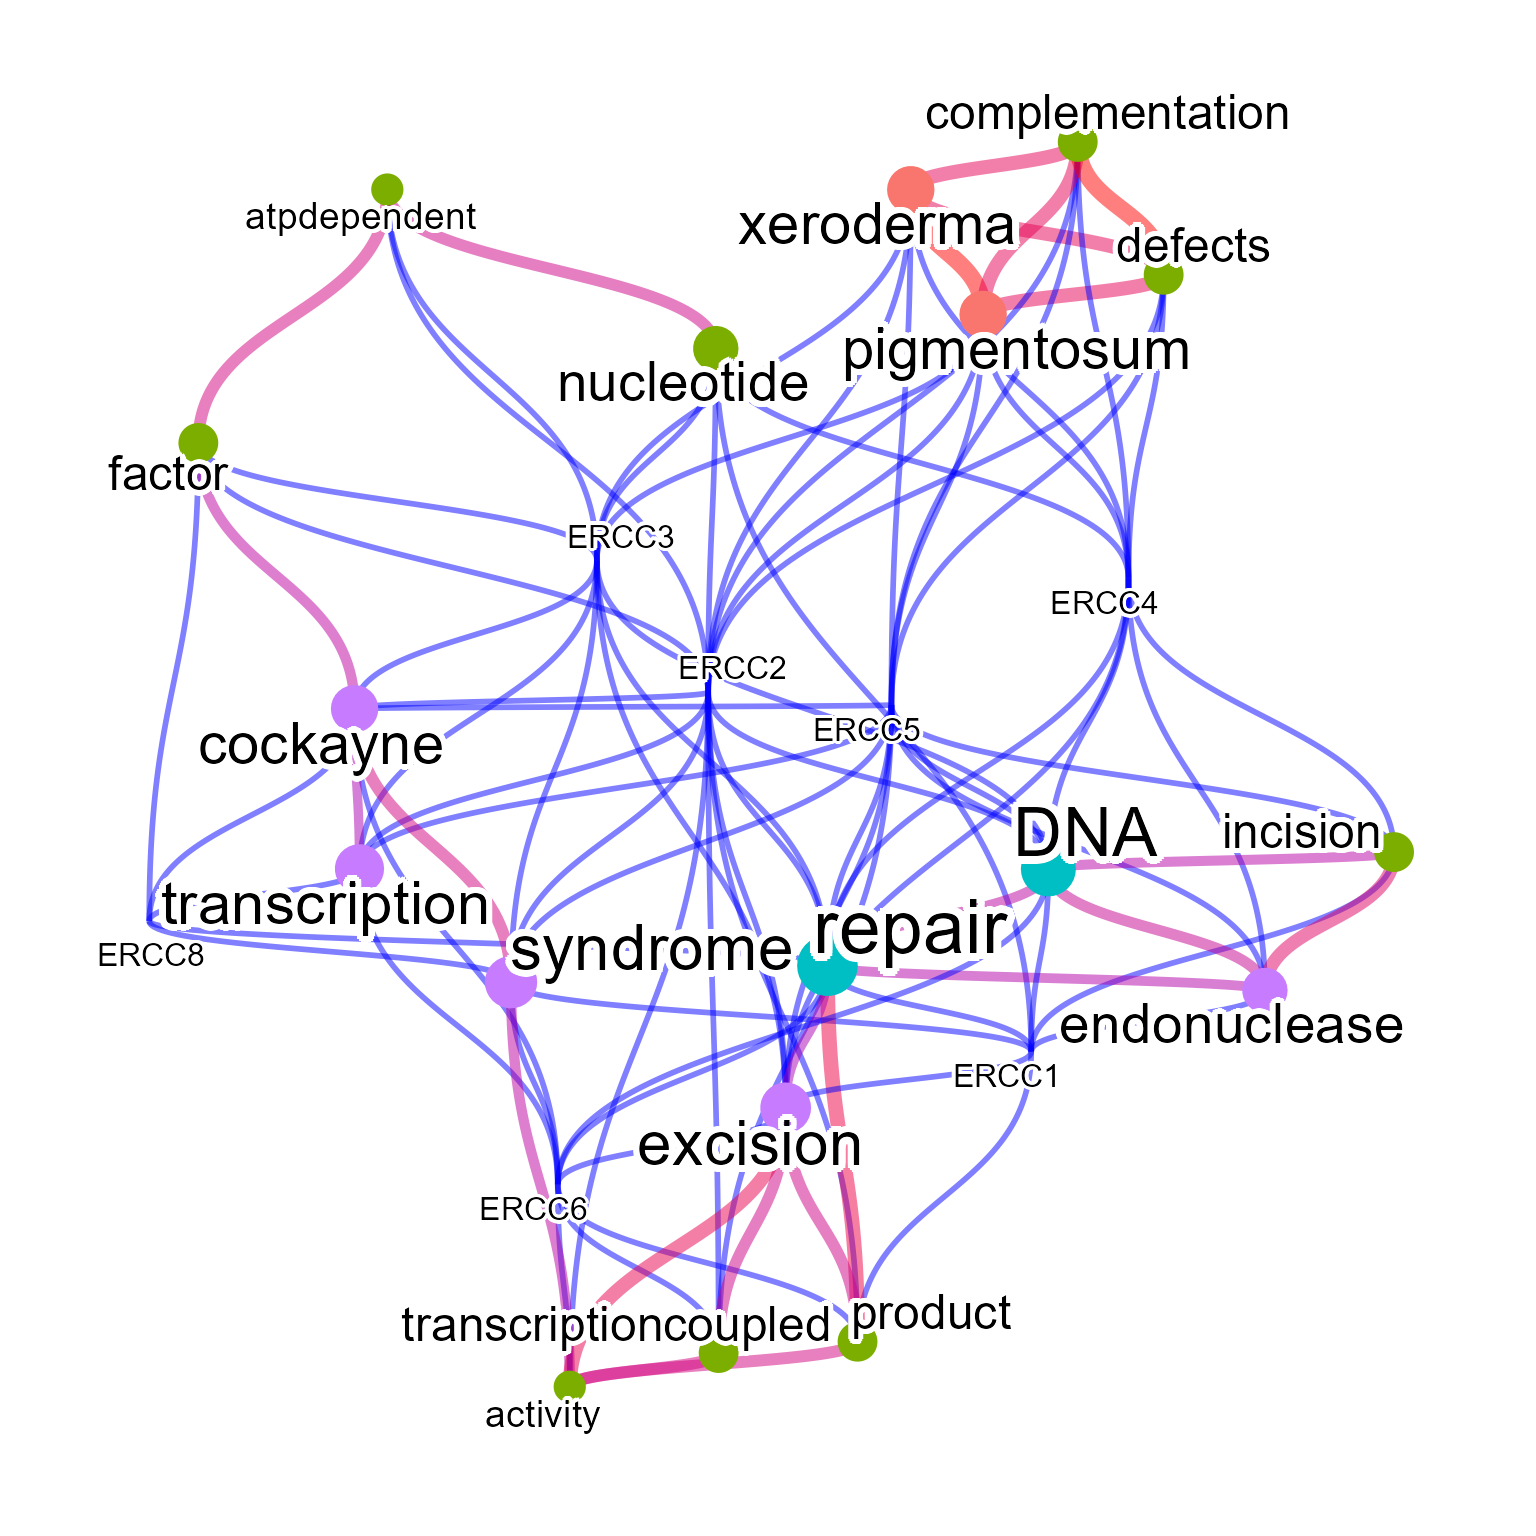 complementation
atpdependent
xeroderma
defects
pigmentosum
nucleotide
factor
ERCC3
ERCC4
ERCC2
ERCC5
cockayne
DNA
incision
transcription
repair
syndrome
ERCC8
endonuclease
ERCC1
excision
ERCC6
product
transcriptioncoupled
activity